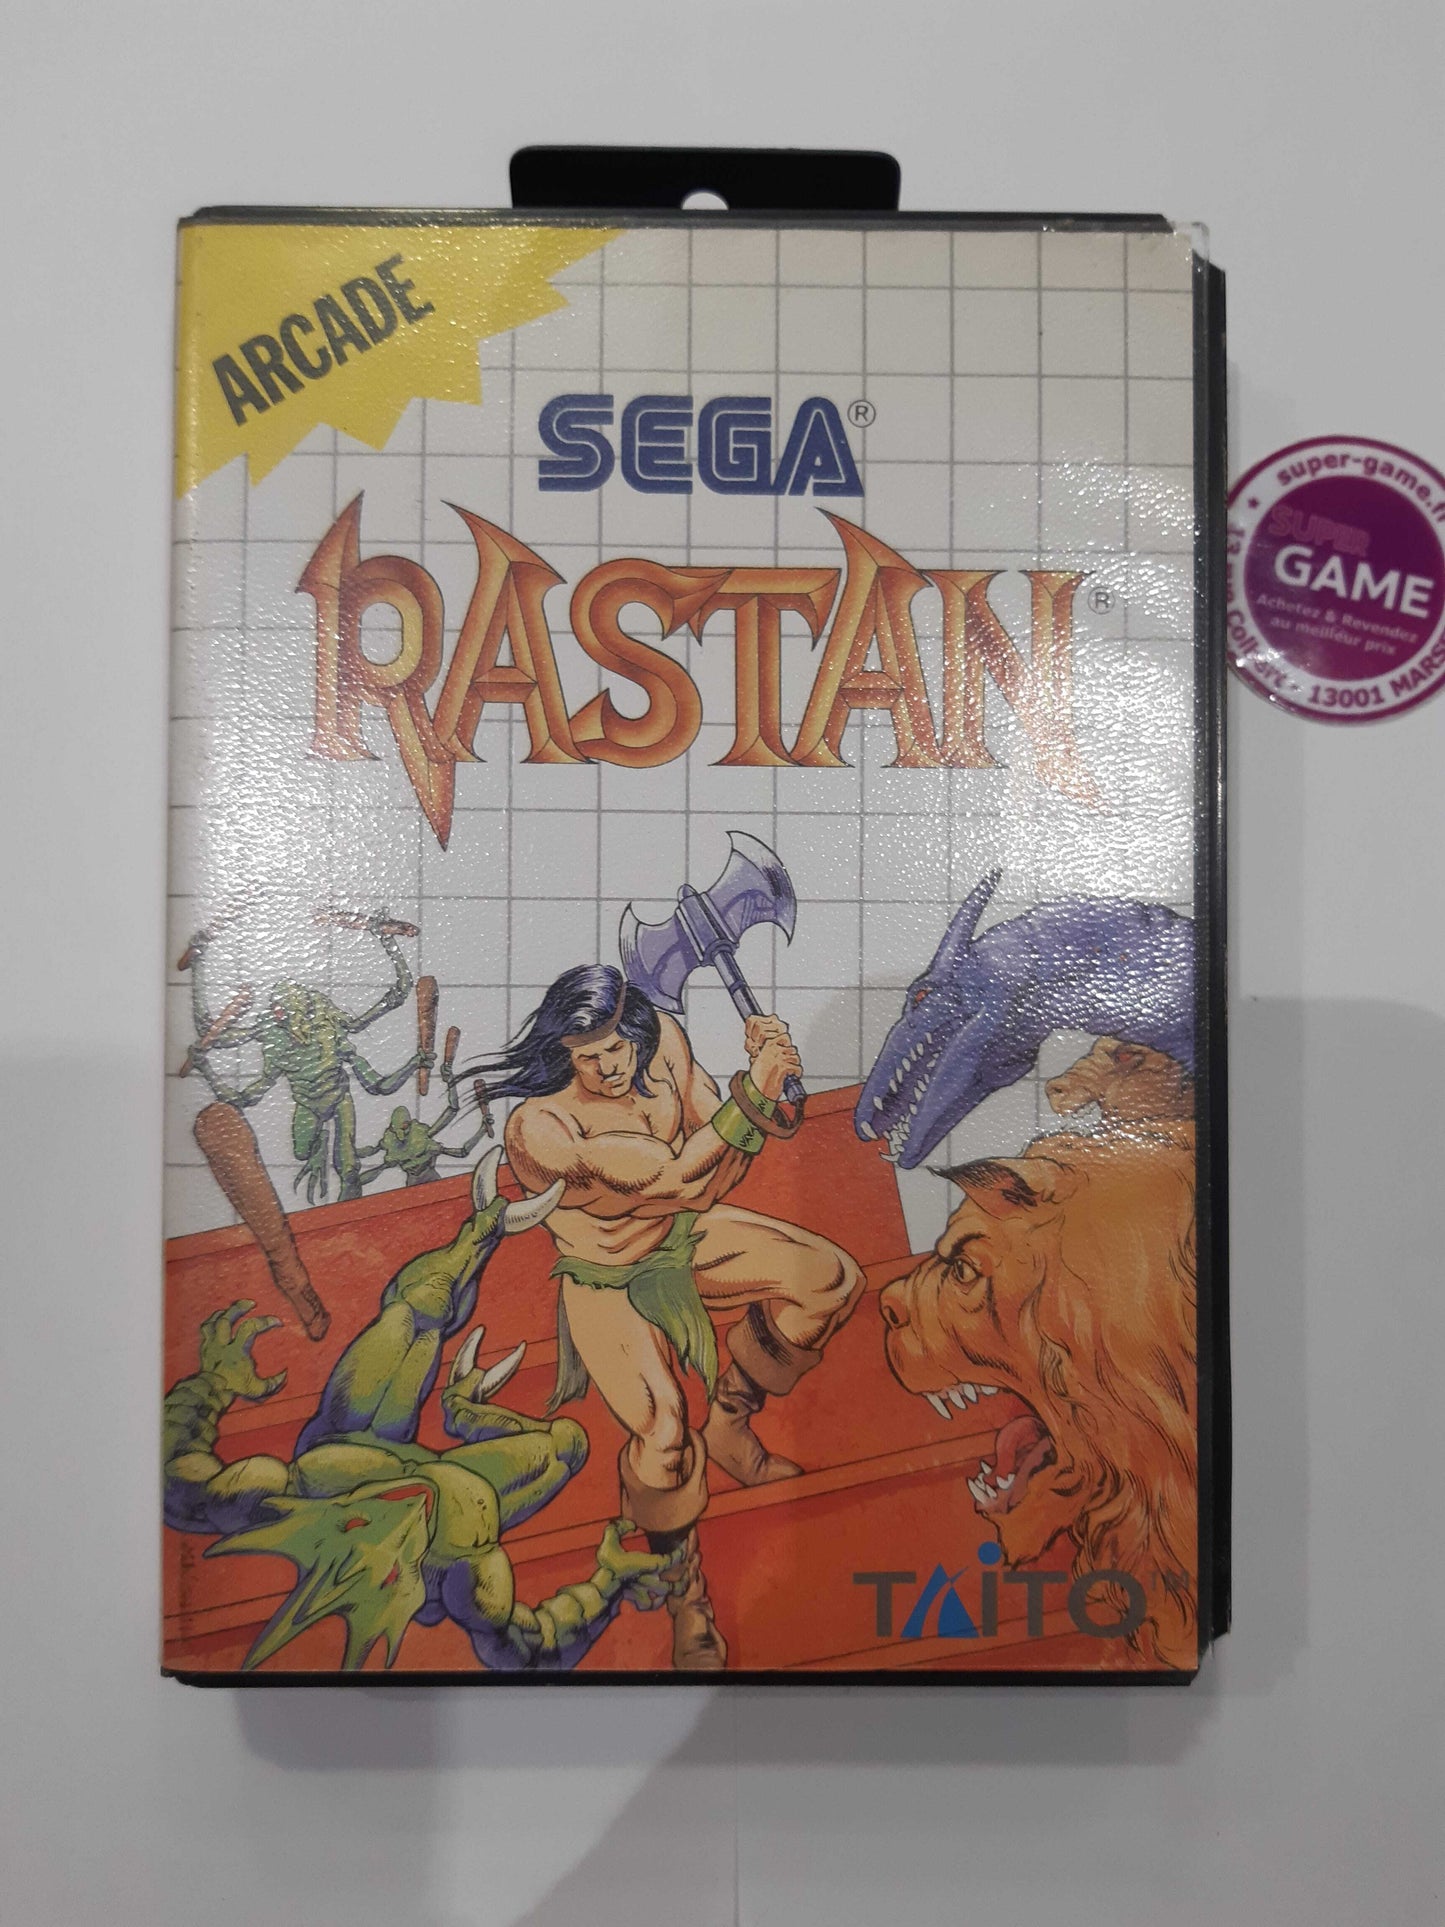 ARCADE
SEGA®
RASTAN®
super-game.fr
SUPER
GAME
Achetez & Revendez
au meilleur prix
13001 MARS
TAITO™